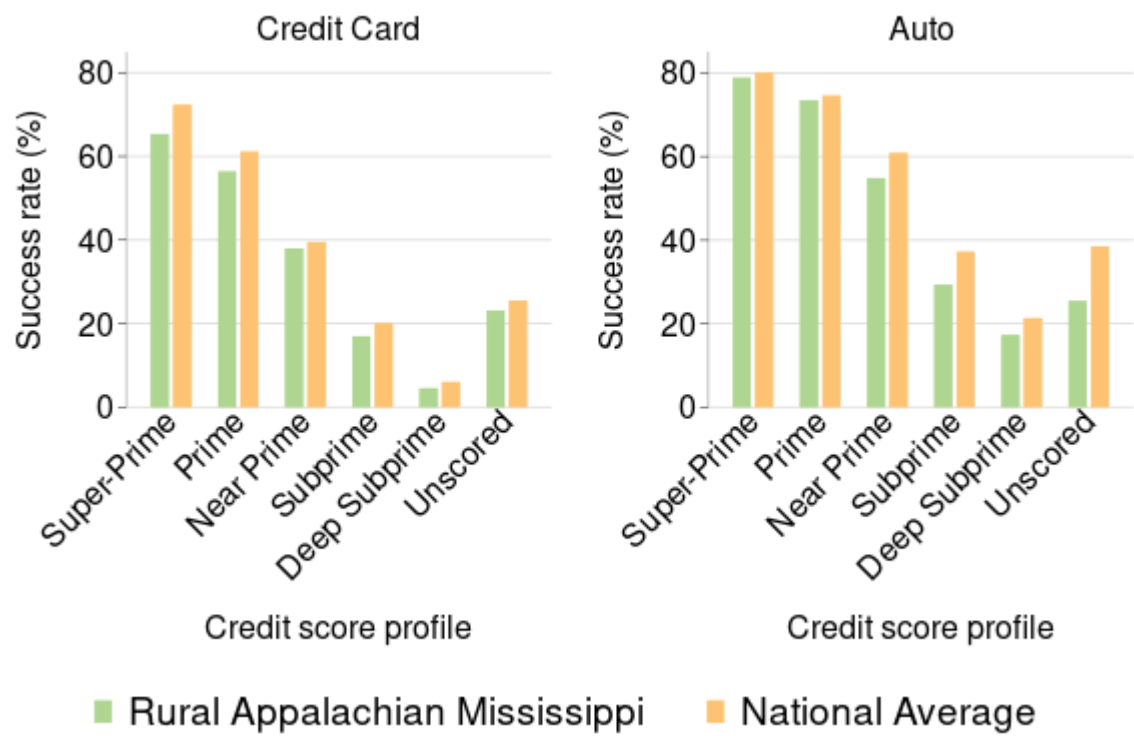 Credit Card
Success rate (%)
80
60
40
20
0
Super-Prime
Prime
Near Prime
Subprime
Deep Subprime
Unscored
Credit score profile
Auto
Success rate (%)
80
60
40
20
0
Super-Prime
Prime
Near Prime
Subprime
Deep Subprime
Unscored
Credit score profile
Rural Appalachian Mississippi
National Average